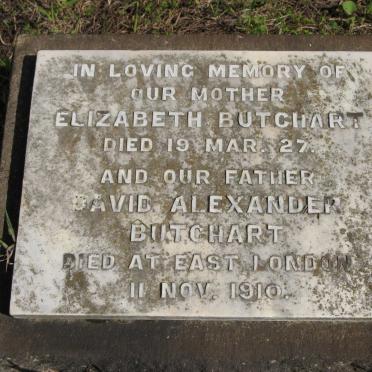 IN LOVING MEMORY OF
OUR MOTHER
ELIZABETH BUTCHART
DIED 19 MAR. 27.
AND OUR FATHER
DAVID ALEXANDER
BUTCHART
DIED AT EAST LONDON
11 NOV. 1910.